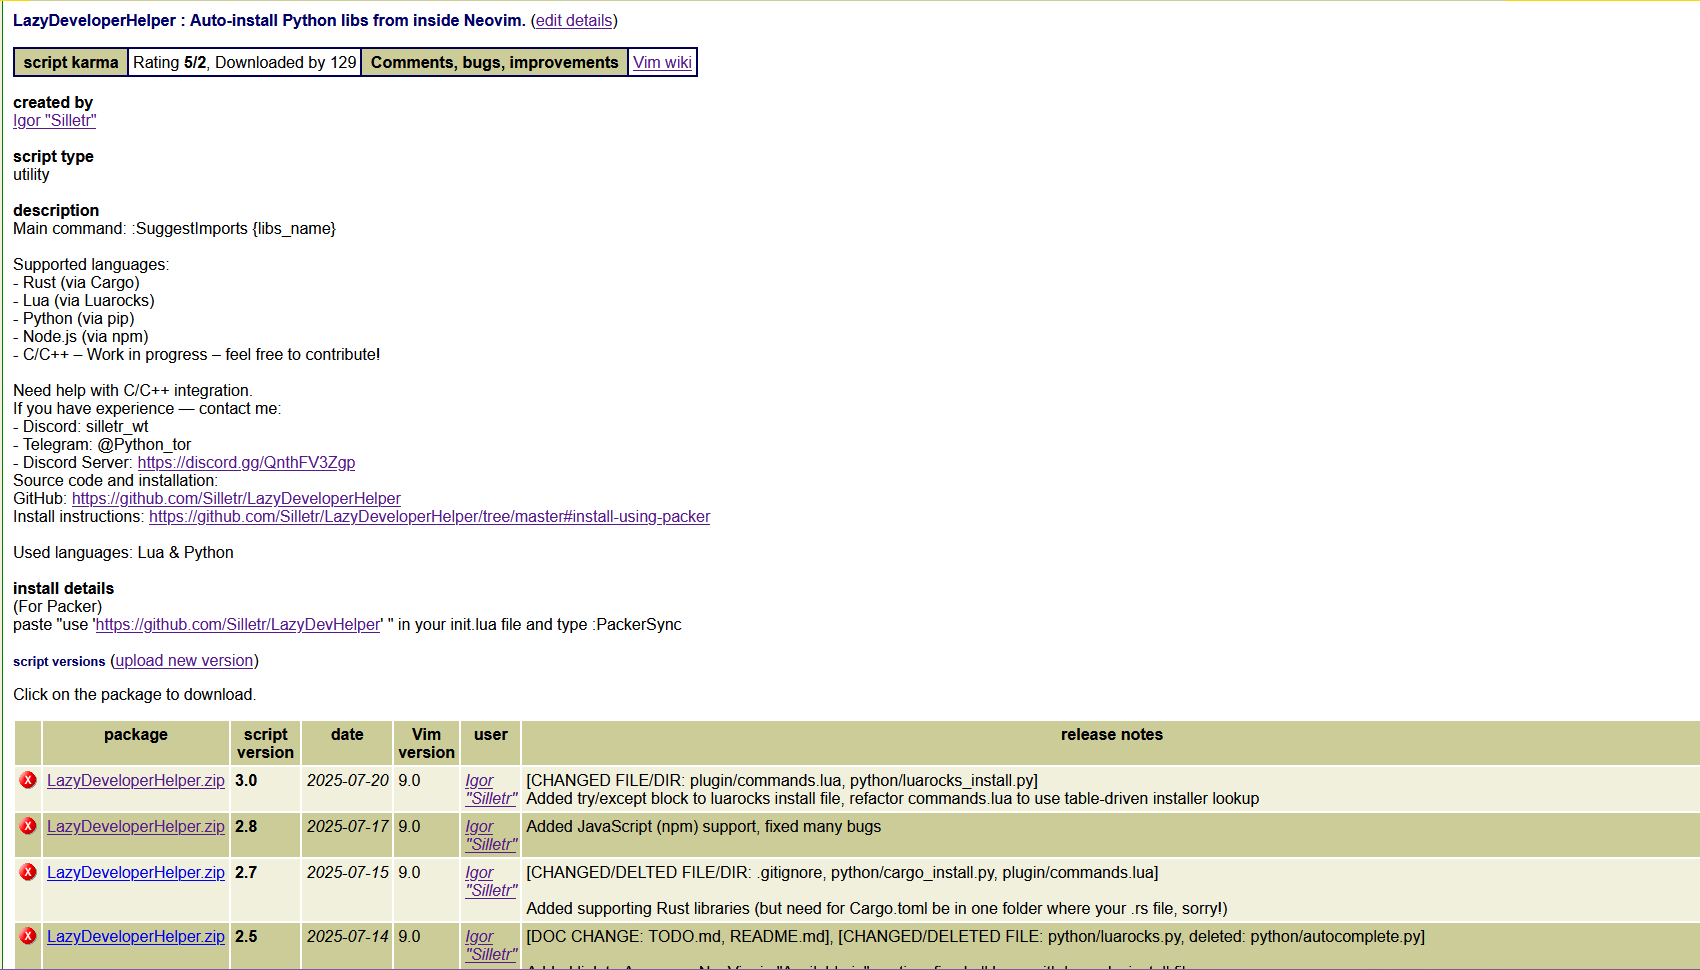 LazyDeveloperHelper : Auto-install Python libs from inside Neovim. (edit details)
script karma Rating 5/2, Downloaded by 129 Comments, bugs, improvements Vim wiki
created by
Igor "Silletr"
script type
utility
description
Main command: :SuggestImports {libs_name}
Supported languages:
- Rust (via Cargo)
- Lua (via Luarocks)
- Python (via pip)
- Node.js (via npm)
- C/C++ – Work in progress – feel free to contribute!
Need help with C/C++ integration.
If you have experience — contact me:
- Discord: silletr_wt
- Telegram: @Python_tor
- Discord Server: https://discord.gg/QnthFV3Zgp
Source code and installation:
GitHub: https://github.com/Silletr/LazyDeveloperHelper
Install instructions: https://github.com/Silletr/LazyDeveloperHelper/tree/master#install-using-packer
Used languages: Lua & Python
install details
(For Packer)
paste "use 'https://github.com/Silletr/LazyDevHelper' " in your init.lua file and type :PackerSync
script versions (upload new version)
Click on the package to download.
package script version date Vim version user release notes
LazyDeveloperHelper.zip 3.0 2025-07-20 9.0 Igor "Silletr" [CHANGED FILE/DIR: plugin/commands.lua, python/luarocks_install.py]
Added try/except block to luarocks install file, refactor commands.lua to use table-driven installer lookup
LazyDeveloperHelper.zip 2.8 2025-07-17 9.0 Igor "Silletr" Added JavaScript (npm) support, fixed many bugs
LazyDeveloperHelper.zip 2.7 2025-07-15 9.0 Igor "Silletr" [CHANGED/DELTED FILE/DIR: .gitignore, python/cargo_install.py, plugin/commands.lua]
Added supporting Rust libraries (but need for Cargo.toml be in one folder where your .rs file, sorry!)
LazyDeveloperHelper.zip 2.5 2025-07-14 9.0 Igor "Silletr" [DOC CHANGE: TODO.md, README.md], [CHANGED/DELETED FILE: python/luarocks.py, deleted: python/autocomplete.py]